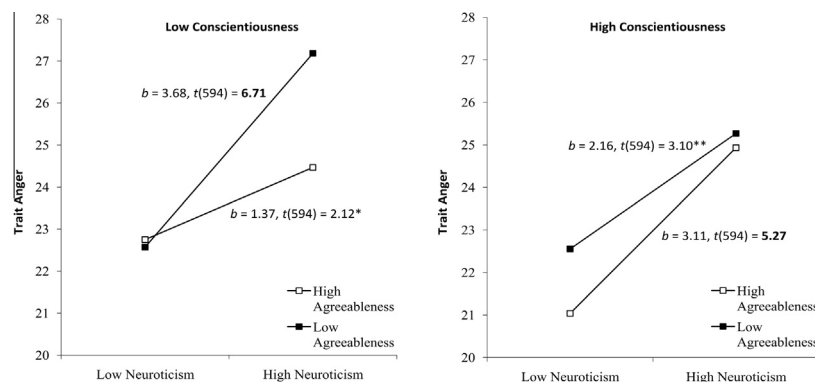 Low Conscientiousness
28
27
26
25
24
23
22
21
20
Trait Anger
b = 3.68, t(594) = 6.71
b = 1.37, t(594) = 2.12*
High
Agreeableness
Low
Agreeableness
Low Neuroticism
High Neuroticism
High Conscientiousness
28
27
26
25
24
23
22
21
20
Trait Anger
b = 2.16, t(594) = 3.10**
b = 3.11, t(594) = 5.27
High
Agreeableness
Low
Agreeableness
Low Neuroticism
High Neuroticism